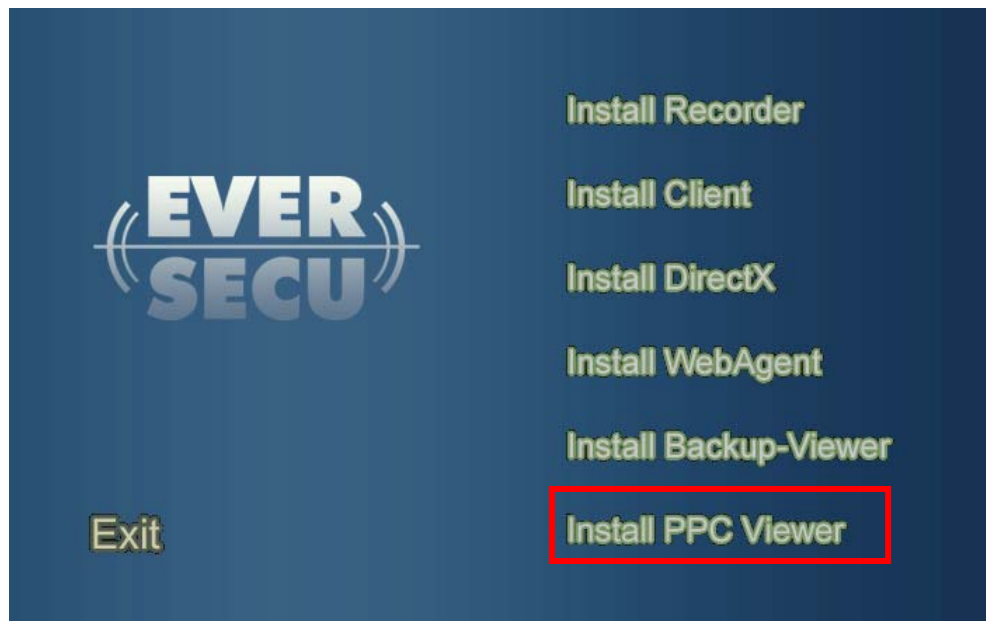 EVER
SECU
Install Recorder
Install Client
Install DirectX
Install WebAgent
Install Backup-Viewer
Install PPC Viewer
Exit